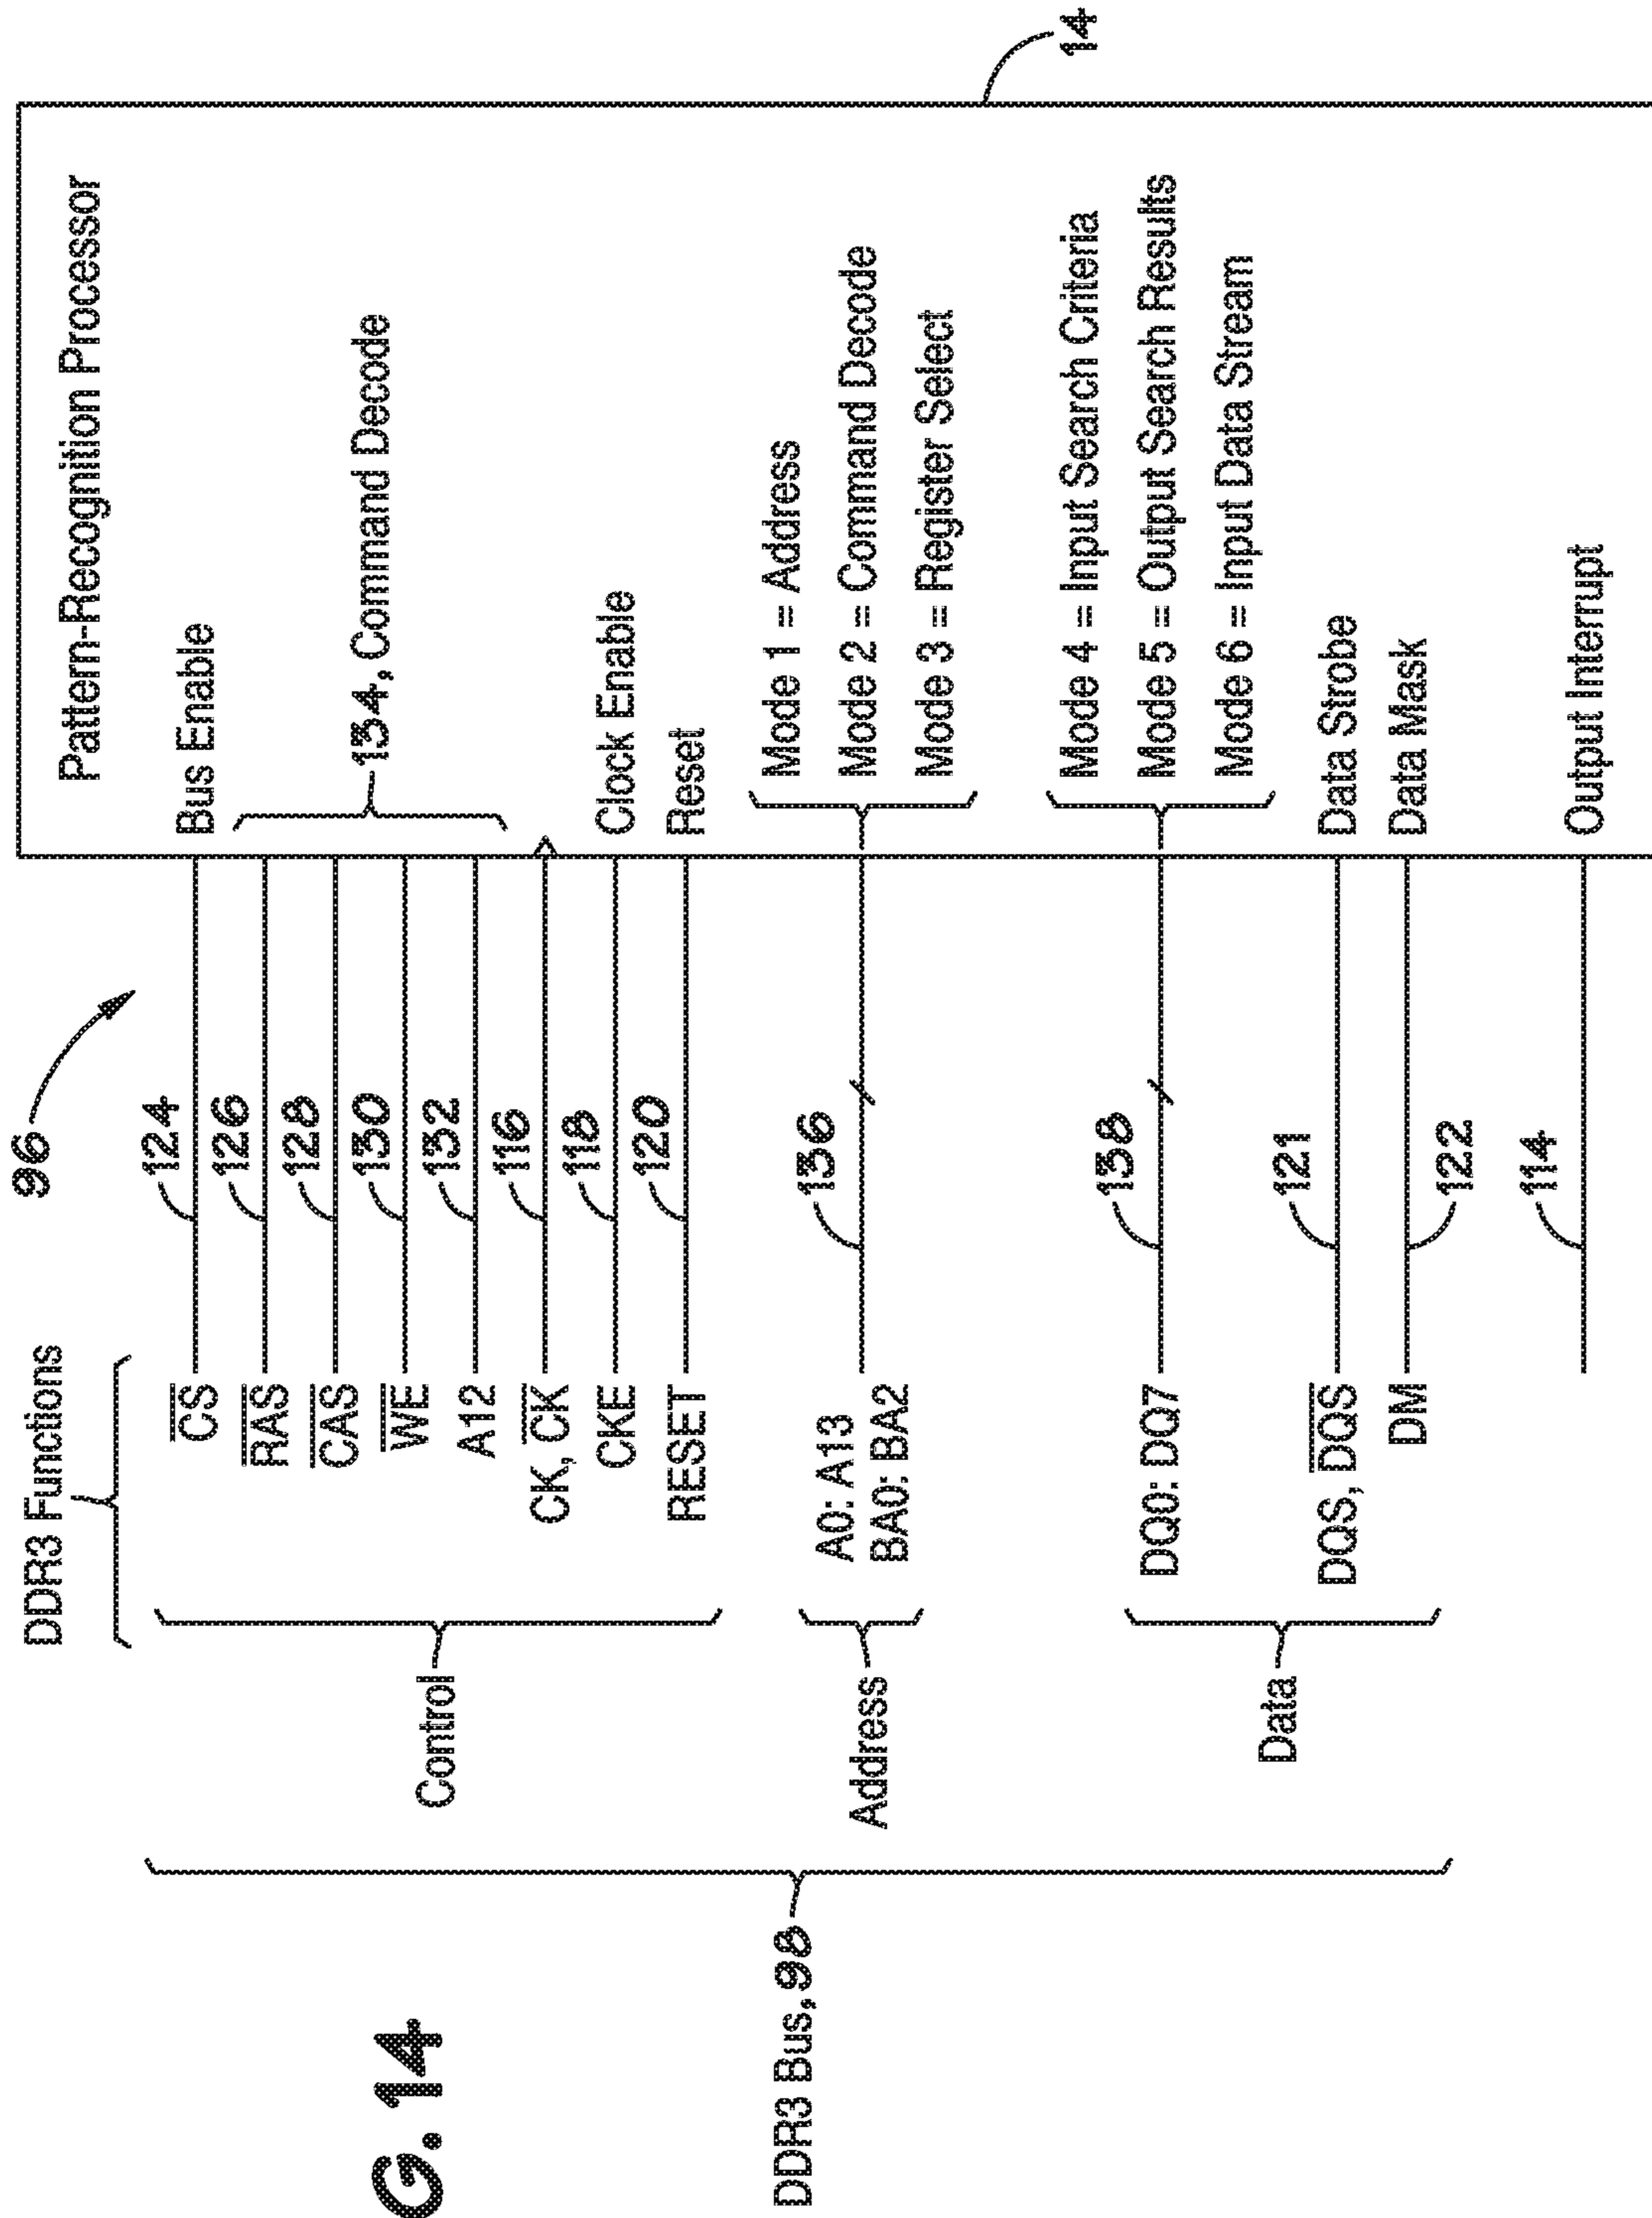 96
DDR3 Functions
Pattern-Recognition Processor
CS 124 Bus Enable
RAS 126
CAS 128
WE 130
A12 132
134, Command Decode
CK, CK 116
CKE 118 Clock Enable
RESET 120 Reset
Control
A0: A13
BA0: BA2
136
Address
Mode 1 = Address
Mode 2 = Command Decode
Mode 3 = Register Select
DQ0: DQ7 138
Mode 4 = Input Search Criteria
Mode 5 = Output Search Results
Mode 6 = Input Data Stream
DQS, DQS 121 Data Strobe
DM 122 Data Mask
Data
114 Output Interrupt
DDR3 Bus, 98
14
G. 14